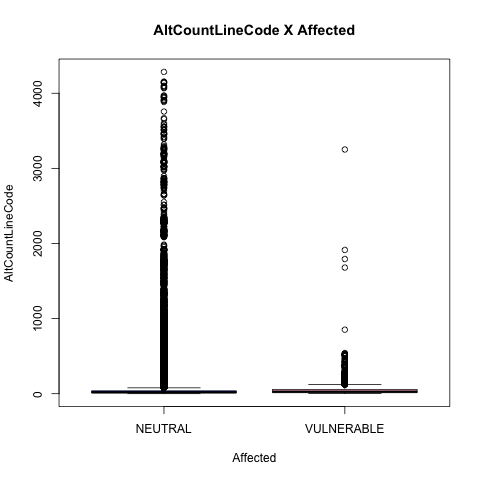 AltCountLineCode X Affected
AltCountLineCode
4000
3000
2000
1000
0
NEUTRAL
VULNERABLE
Affected